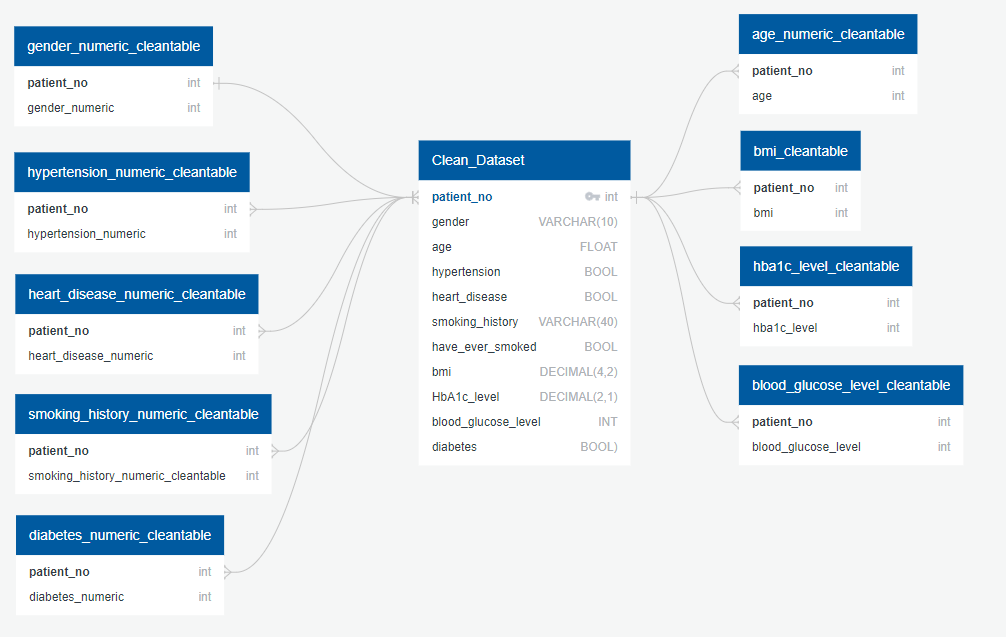 gender_numeric_cleantable
patient_no int
gender_numeric int
hypertension_numeric_cleantable
patient_no int
hypertension_numeric int
heart_disease_numeric_cleantable
patient_no int
heart_disease_numeric int
smoking_history_numeric_cleantable
patient_no int
smoking_history_numeric_cleantable int
diabetes_numeric_cleantable
patient_no int
diabetes_numeric int
Clean_Dataset
patient_no int
gender VARCHAR(10)
age FLOAT
hypertension BOOL
heart_disease BOOL
smoking_history VARCHAR(40)
have_ever_smoked BOOL
bmi DECIMAL(4,2)
HbA1c_level DECIMAL(2,1)
blood_glucose_level INT
diabetes BOOL)
age_numeric_cleantable
patient_no int
age int
bmi_cleantable
patient_no int
bmi int
hba1c_level_cleantable
patient_no int
hba1c_level int
blood_glucose_level_cleantable
patient_no int
blood_glucose_level int